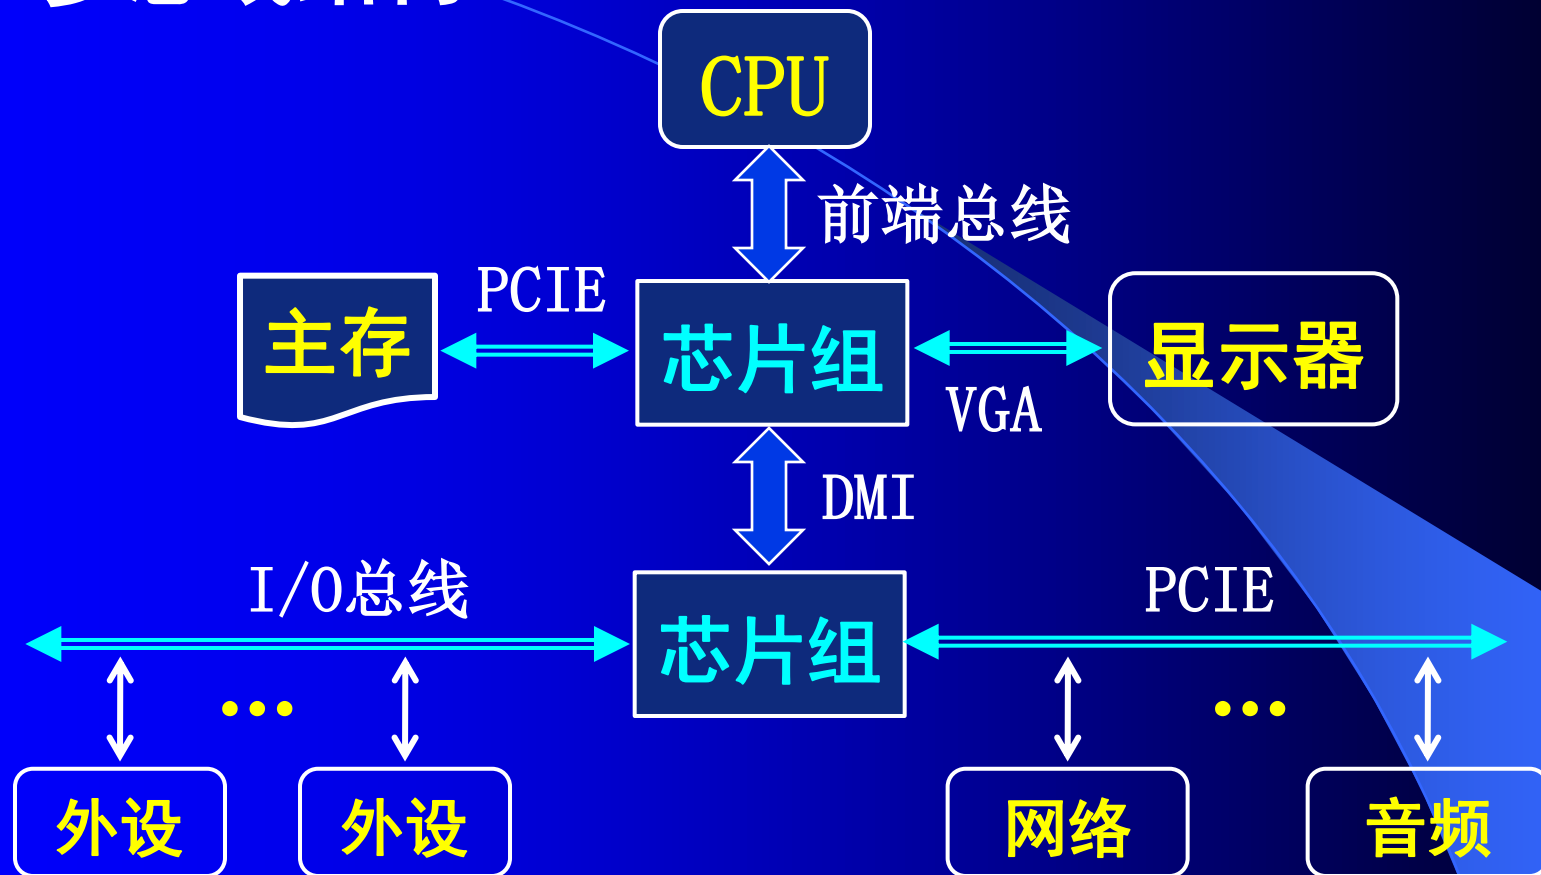 CPU
前端总线
PCIE
主存
芯片组
显示器
VGA
DMI
I/O总线
PCIE
芯片组
•••
•••
外设
外设
网络
音频